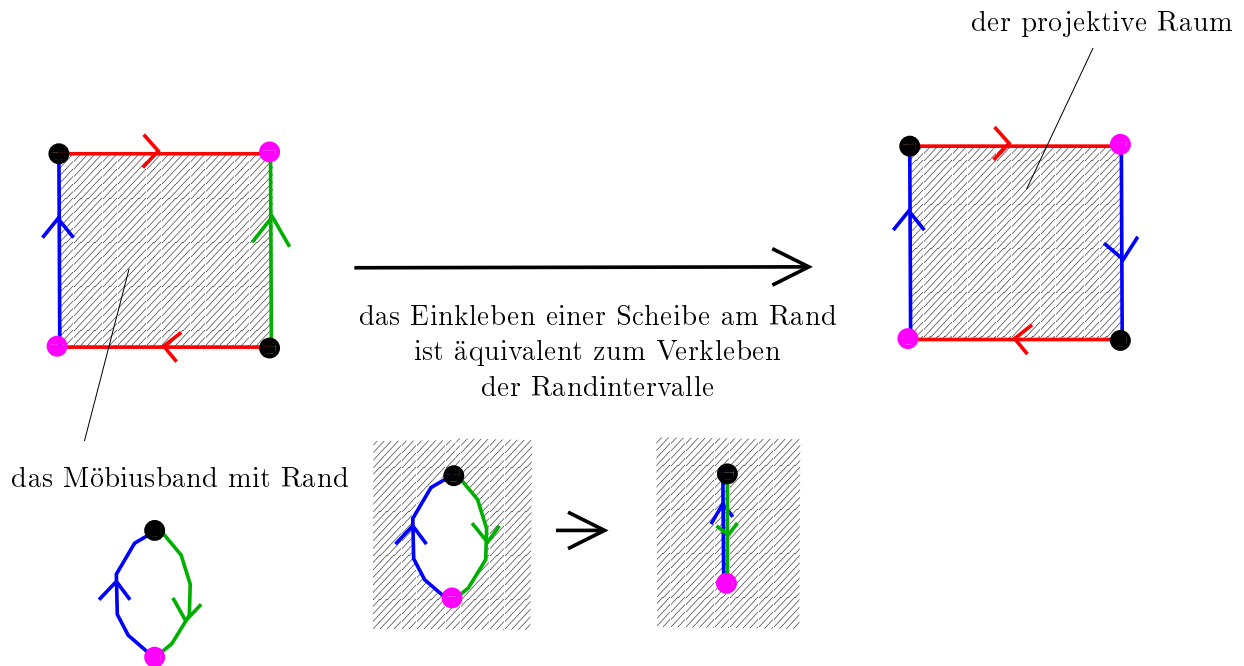 der projektive Raum
das Einkleben einer Scheibe am Rand
ist äquivalent zum Verkleben
der Randintervalle
das Möbiusband mit Rand